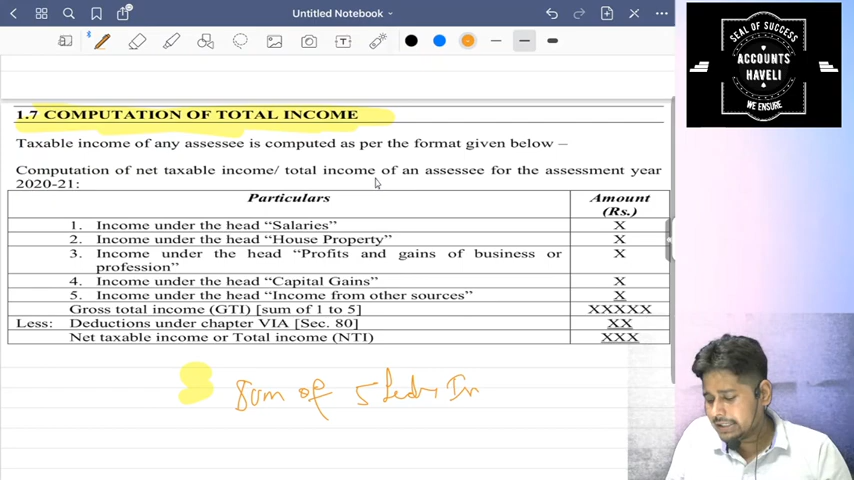 Untitled Notebook
SEAL OF SUCCESS
ACCOUNTS
HAVELI
WE ENSURE
1.7 COMPUTATION OF TOTAL INCOME
Taxable income of any assessee is computed as per the format given below –
Computation of net taxable income/ total income of an assessee for the assessment year
2020-21:
Particulars Amount
(Rs.)
1. Income under the head “Salaries” X
2. Income under the head “House Property” X
3. Income under the head “Profits and gains of business or X
profession”
4. Income under the head “Capital Gains” X
5. Income under the head “Income from other sources” X
Gross total income (GTI) [sum of 1 to 5] XXXXX
Less: Deductions under chapter VIA [Sec. 80] XX
Net taxable income or Total income (NTI) XXX
Sum of 5 In